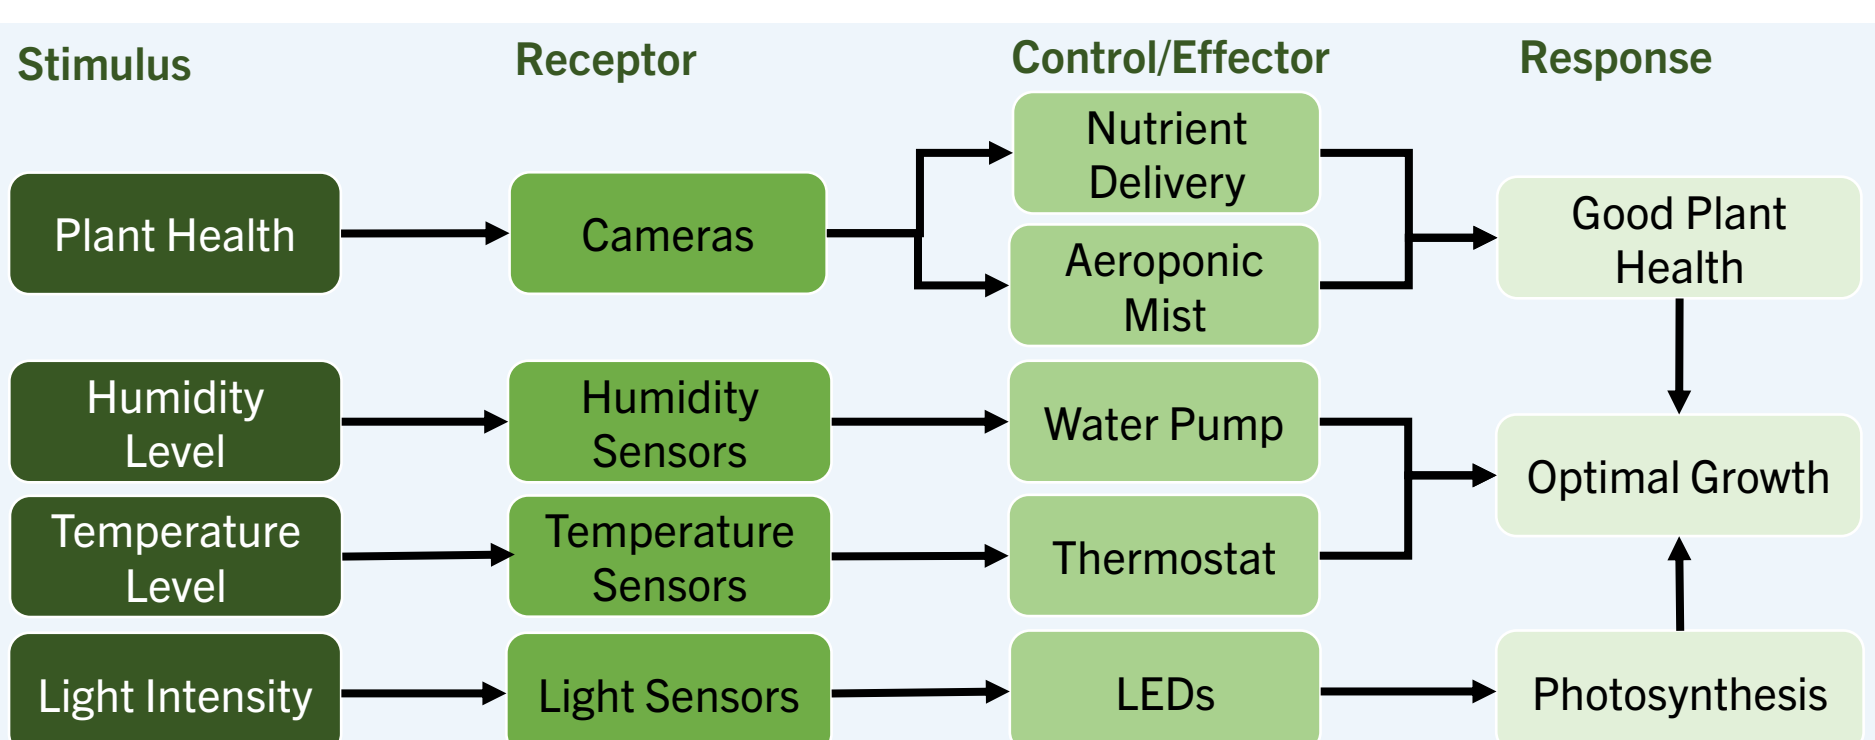 Stimulus
Receptor
Control/Effector
Response
Plant Health
Cameras
Nutrient
Delivery
Aeroponic
Mist
Good Plant
Health
Humidity
Level
Humidity
Sensors
Water Pump
Optimal Growth
Temperature
Level
Temperature
Sensors
Thermostat
Light Intensity
Light Sensors
LEDs
Photosynthesis